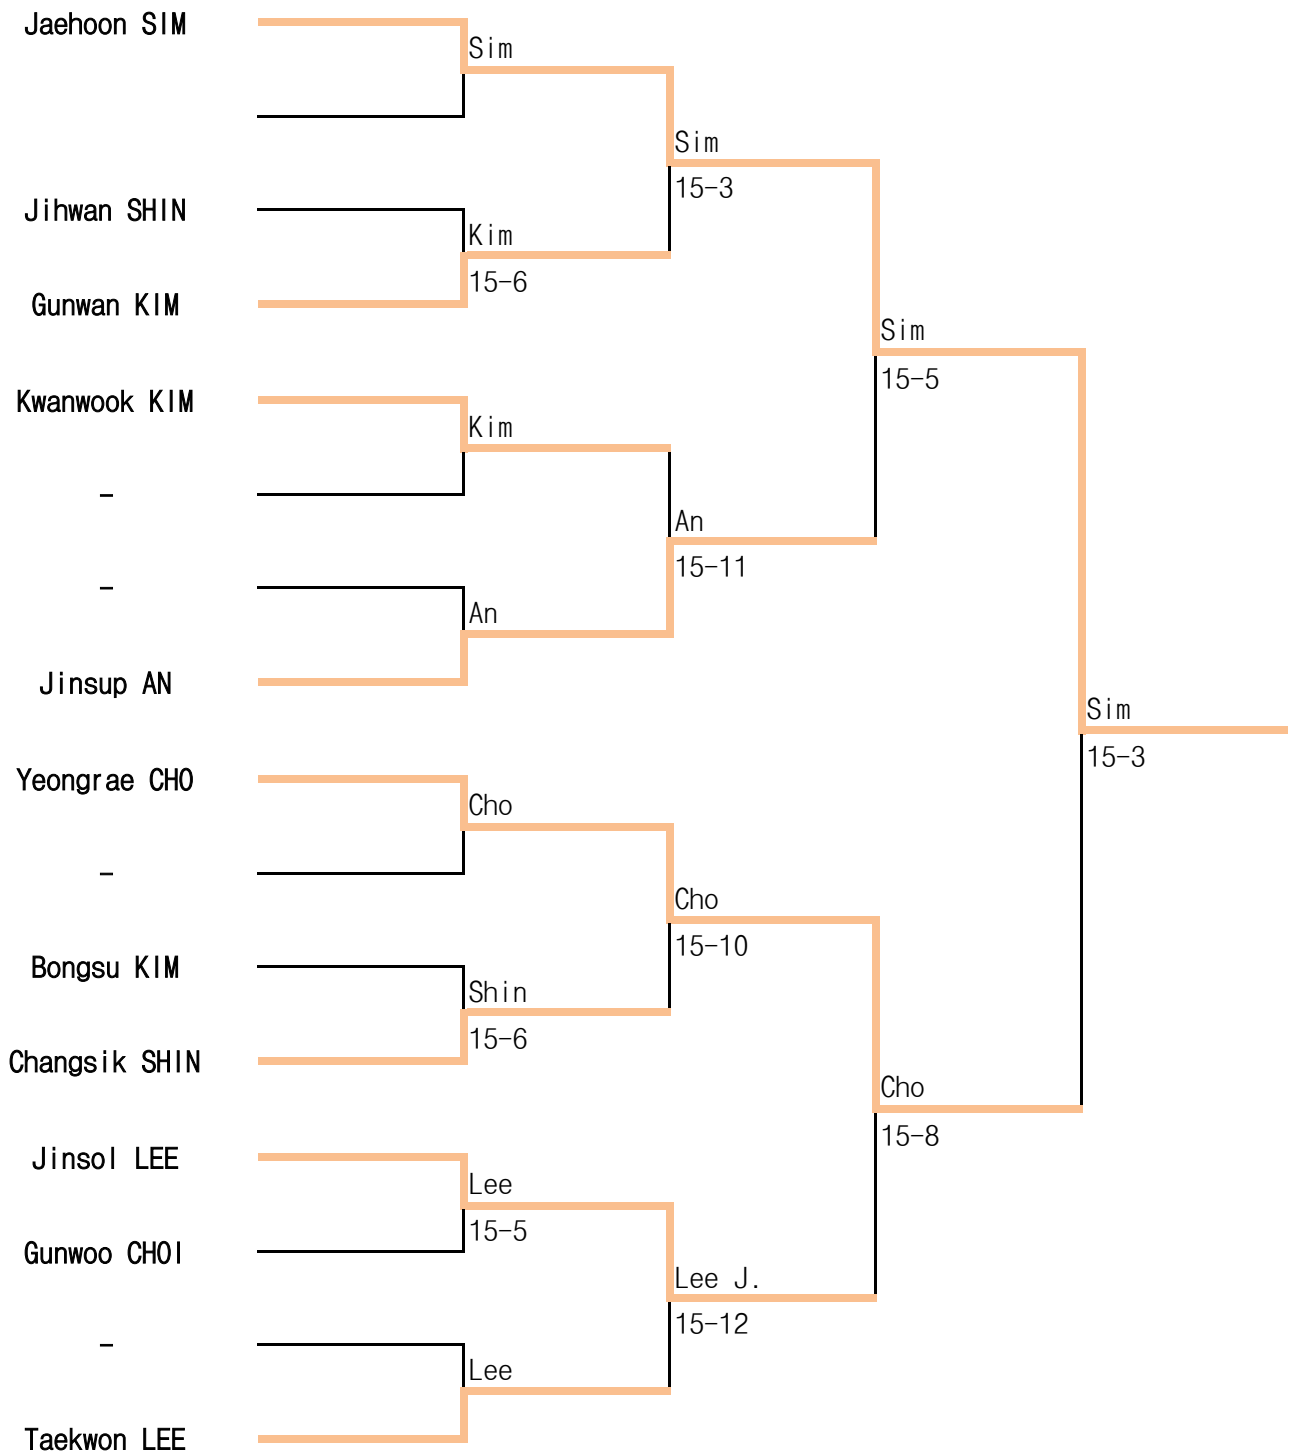 Jaehoon SIM
Sim
Sim
15-3
Jihwan SHIN
Kim
15-6
Gunwan KIM
Sim
15-5
Kwanwook KIM
Kim
-
An
15-11
-
An
Jinsup AN
Sim
15-3
Yeongrae CHO
Cho
-
Cho
15-10
Bongsu KIM
Shin
15-6
Changsik SHIN
Cho
15-8
Jinsol LEE
Lee
15-5
Gunwoo CHOI
Lee J.
15-12
-
Lee
Taekwon LEE